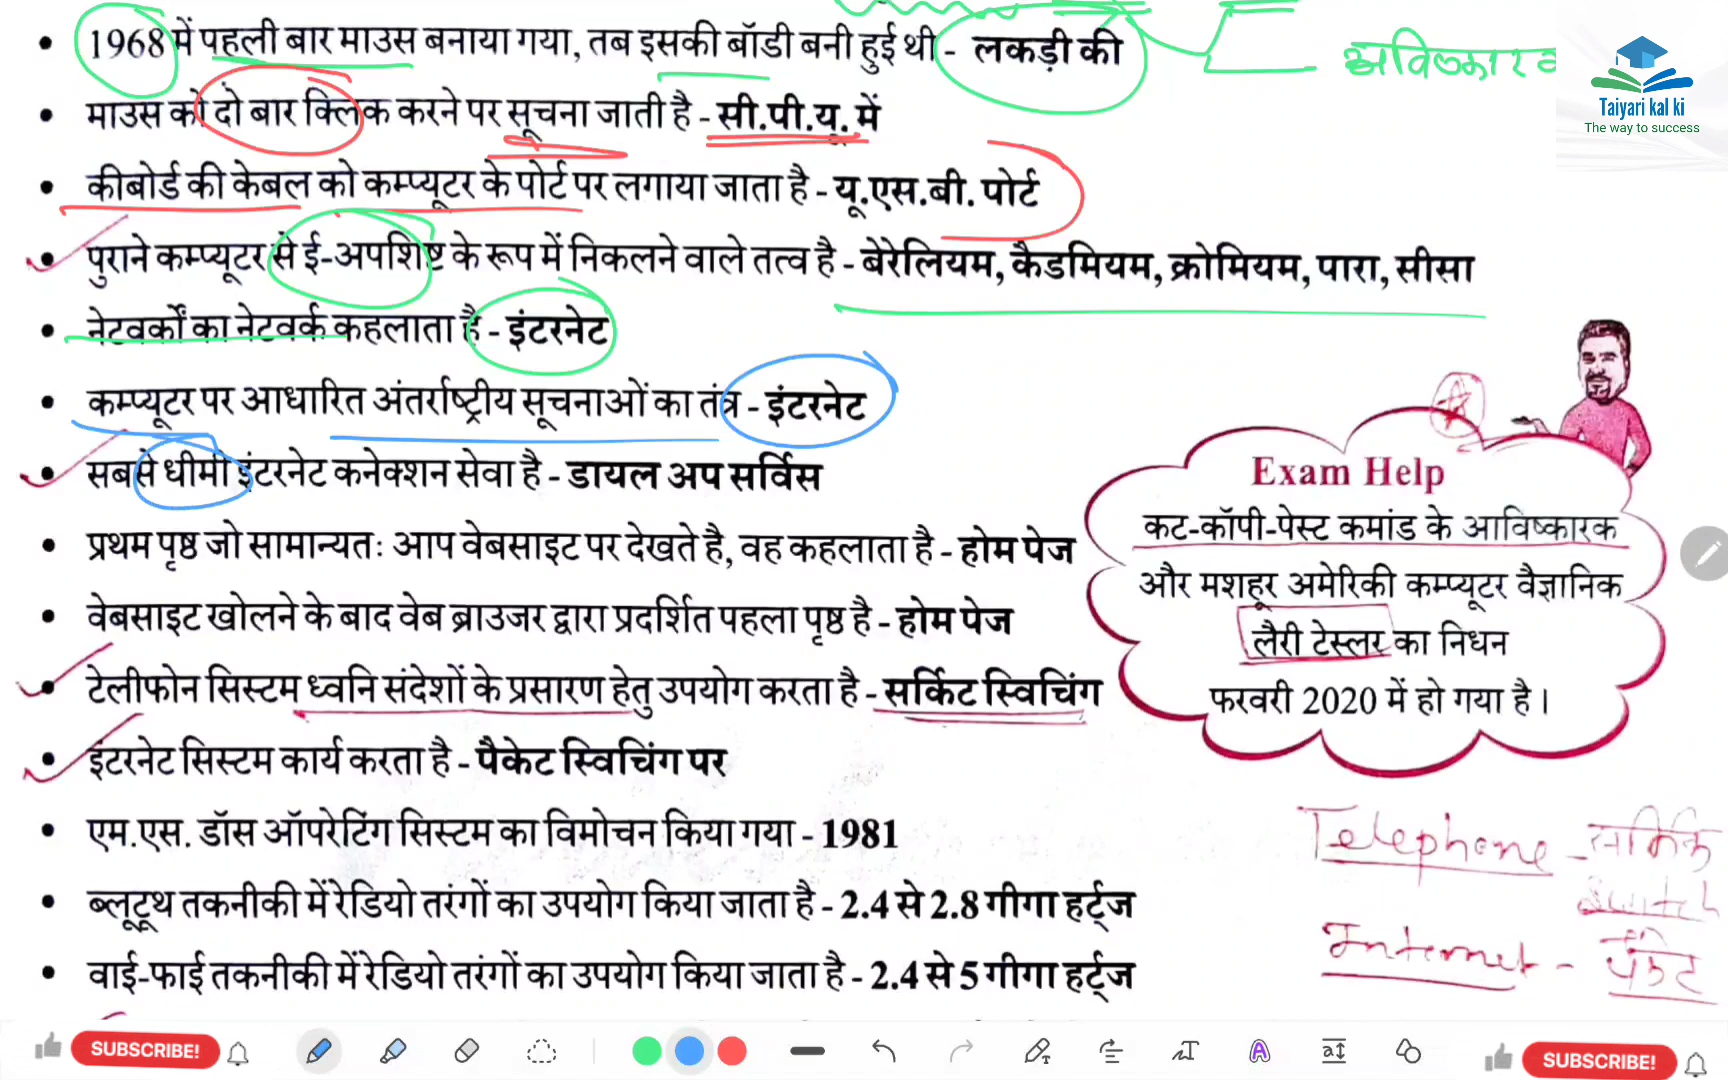 • 1968 में पहली बार माउस बनाया गया, तब इसकी बॉडी बनी हुई थी - लकड़ी की
Taiyari kal ki
The way to success
• माउस को दो बार क्लिक करने पर सूचना जाती है - सी.पी.यू. में
• कीबोर्ड की केबल को कम्प्यूटर के पोर्ट पर लगाया जाता है - यू.एस.बी. पोर्ट
• पुराने कम्प्यूटर से ई-अपशिष्ट के रूप में निकलने वाले तत्व है - बेरेलियम, कैडमियम, क्रोमियम, पारा, सीसा
• नेटवर्कों का नेटवर्क कहलाता है - इंटरनेट
• कम्प्यूटर पर आधारित अंतर्राष्ट्रीय सूचनाओं का तंत्र - इंटरनेट
• सबसे धीमी इंटरनेट कनेक्शन सेवा है - डायल अप सर्विस
• प्रथम पृष्ठ जो सामान्यतः आप वेबसाइट पर देखते है, वह कहलाता है - होम पेज
• वेबसाइट खोलने के बाद वेब ब्राउजर द्वारा प्रदर्शित पहला पृष्ठ है - होम पेज
• टेलीफोन सिस्टम ध्वनि संदेशों के प्रसारण हेतु उपयोग करता है - सर्किट स्विचिंग
• इंटरनेट सिस्टम कार्य करता है - पैकेट स्विचिंग पर
• एम.एस. डॉस ऑपरेटिंग सिस्टम का विमोचन किया गया - 1981
• ब्लूटूथ तकनीकी में रेडियो तरंगों का उपयोग किया जाता है - 2.4 से 2.8 गीगा हर्ट्ज
• वाई-फाई तकनीकी में रेडियो तरंगों का उपयोग किया जाता है - 2.4 से 5 गीगा हर्ट्ज
Exam Help
कट-कॉपी-पेस्ट कमांड के आविष्कारक
और मशहूर अमेरिकी कम्प्यूटर वैज्ञानिक
लैरी टेस्लर का निधन
फरवरी 2020 में हो गया है।
Telephone -
Switch
Internet - पैकेट
SUBSCRIBE!
SUBSCRIBE!